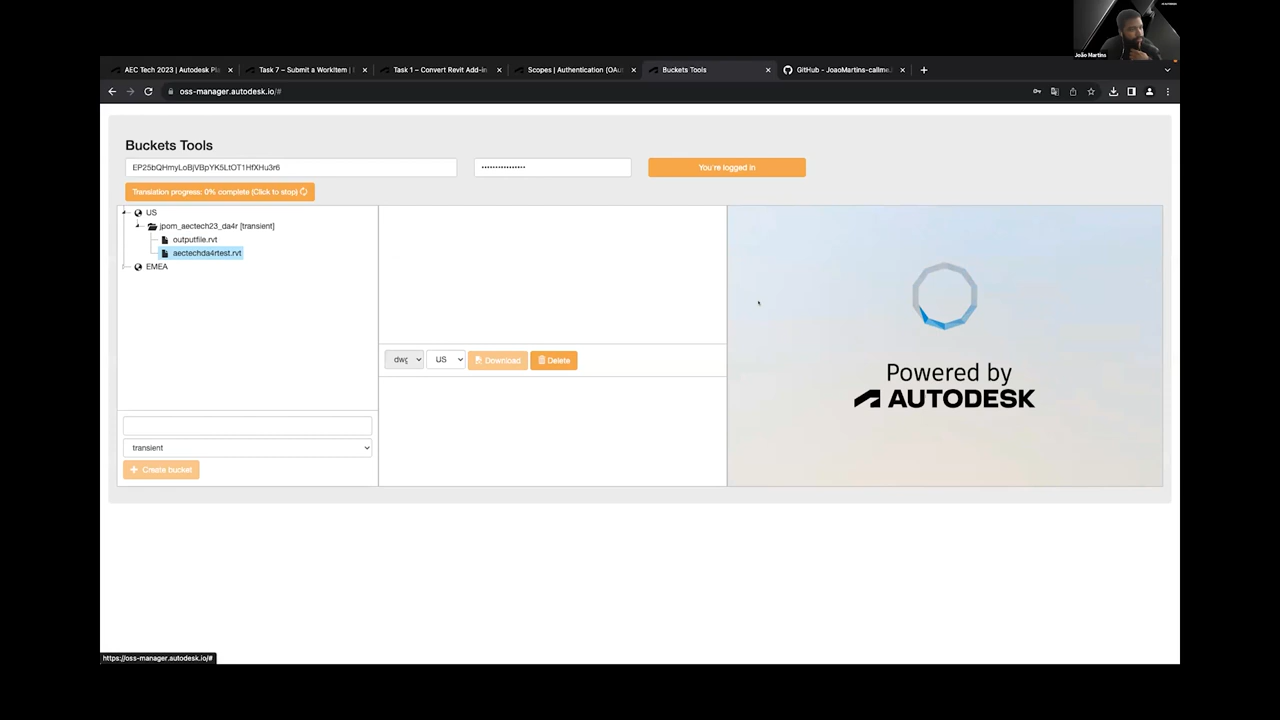 João Martins
AEC Tech 2023 | Autodesk Pla
Task 7 – Submit a WorkItem |
Task 1 – Convert Revit Add-in
Scopes | Authentication (OAu
Buckets Tools
GitHub - JoaoMartins-callme
oss-manager.autodesk.io/#
Buckets Tools
EP25bQHmyLoBjVBpYK5LtOT1HfXHu3r6
You're logged in
Translation progress: 0% complete (Click to stop)
US
jpom_aectech23_da4r [transient]
outputfile.rvt
aectechda4rtest.rvt
EMEA
dwg
US
Download
Delete
transient
Create bucket
Powered by
AUTODESK
https://oss-manager.autodesk.io/#